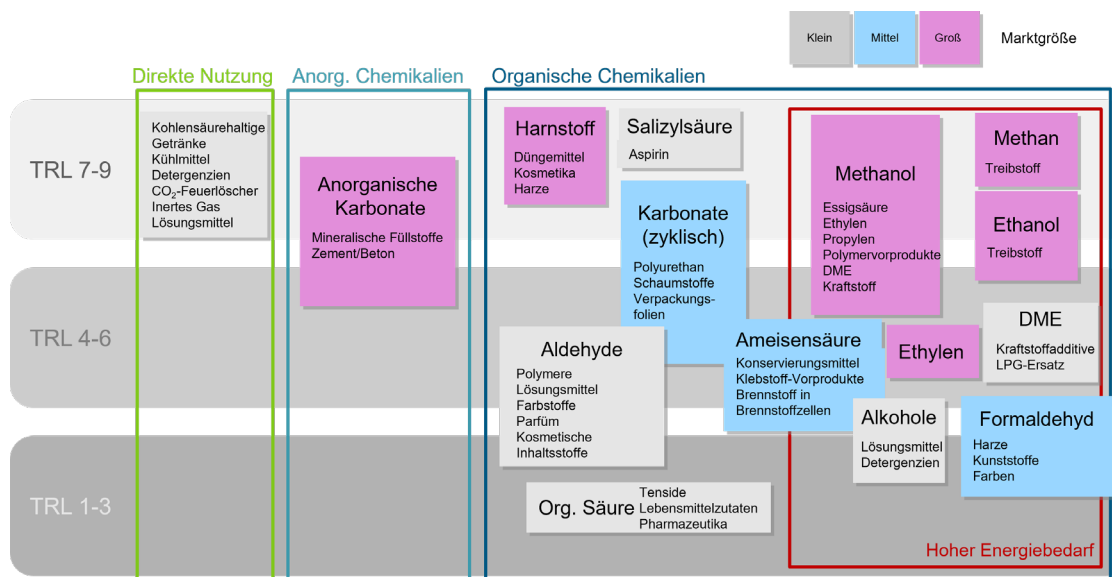 Klein
Mittel
Groß
Marktgröße
Direkte Nutzung
Anorg. Chemikalien
Organische Chemikalien
TRL 7-9
Kohlensäurehaltige
Getränke
Kühlmittel
Detergenzien
CO₂-Feuerlöscher
Inertes Gas
Lösungsmittel
Anorganische
Karbonate
Mineralische Füllstoffe
Zement/Beton
Harnstoff
Düngemittel
Kosmetika
Harze
Salizylsäure
Aspirin
Karbonate
(zyklisch)
Polyurethan
Schaumstoffe
Verpackungs-
folien
Methanol
Essigsäure
Ethylen
Propylen
Polymervorprodukte
DME
Kraftstoff
Methan
Treibstoff
Ethanol
Treibstoff
TRL 4-6
Aldehyde
Polymere
Lösungsmittel
Farbstoffe
Parfüm
Kosmetische
Inhaltsstoffe
Ameisensäure
Konservierungsmittel
Klebstoff-Vorprodukte
Brennstoff in
Brennstoffzellen
Ethylen
DME
Kraftstoffadditive
LPG-Ersatz
Alkohole
Lösungsmittel
Detergenzien
Formaldehyd
Harze
Kunststoffe
Farben
TRL 1-3
Org. Säure
Tenside
Lebensmittelzutaten
Pharmazeutika
Hoher Energiebedarf